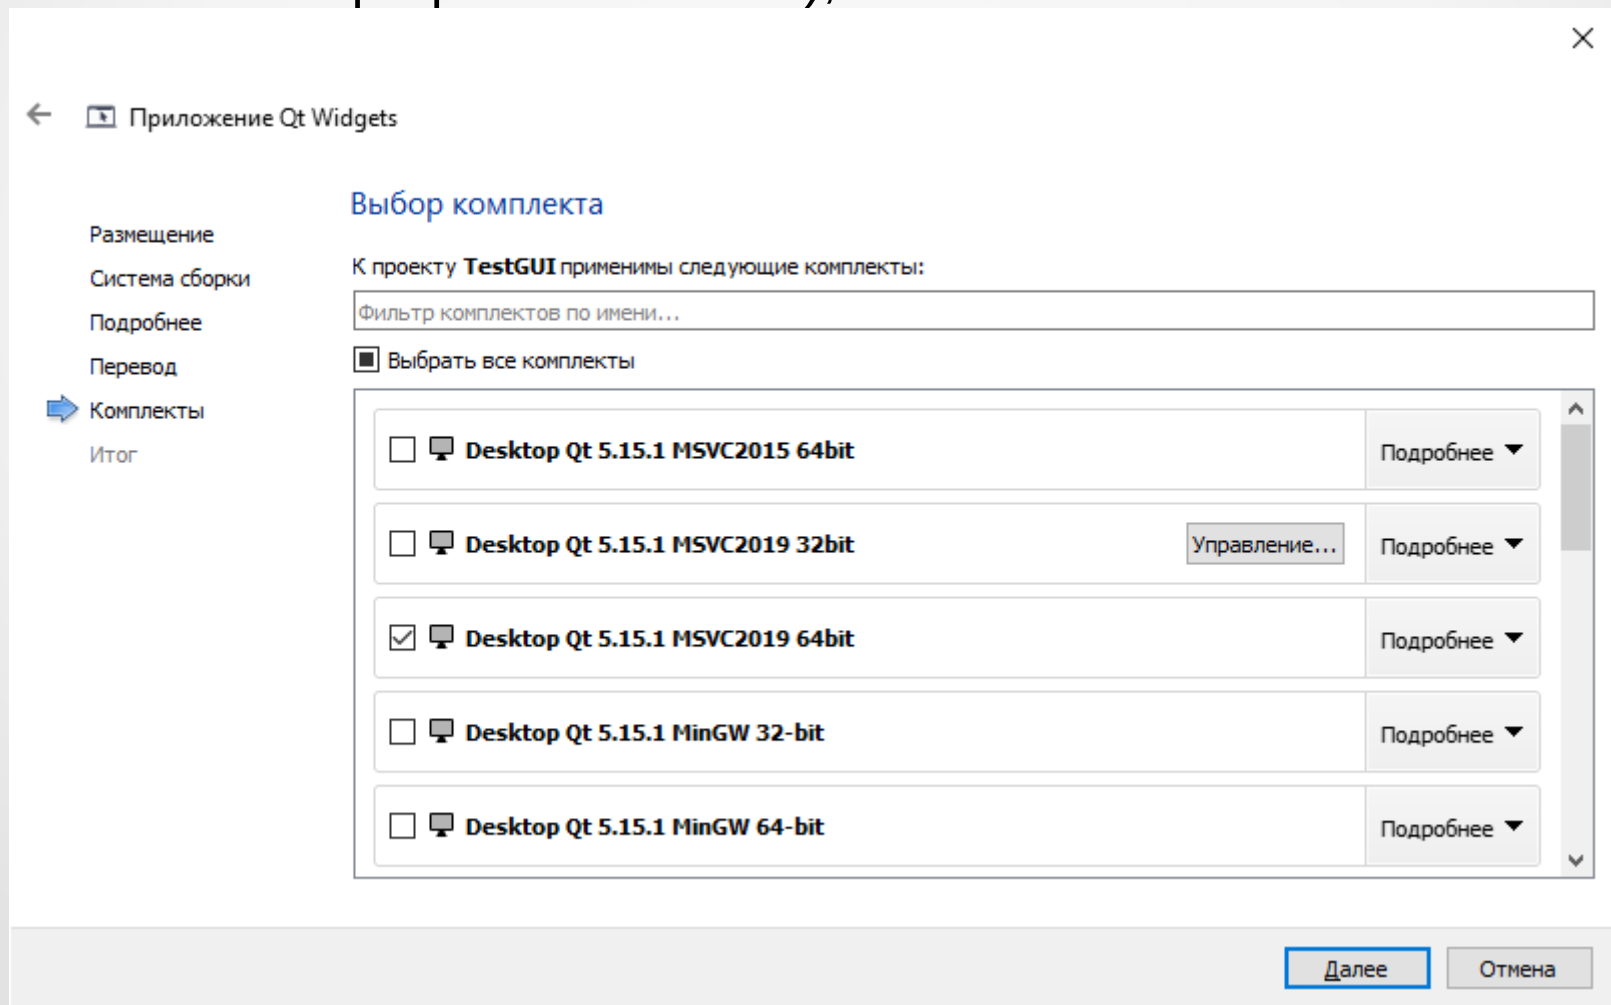 Приложение Qt Widgets
Размещение
Система сборки
Подробнее
Перевод
Комплекты
Итог
Выбор комплекта
К проекту TestGUI применимы следующие комплекты:
Фильтр комплектов по имени...
Выбрать все комплекты
Desktop Qt 5.15.1 MSVC2015 64bit
Подробнее
Desktop Qt 5.15.1 MSVC2019 32bit
Управление...
Подробнее
Desktop Qt 5.15.1 MSVC2019 64bit
Подробнее
Desktop Qt 5.15.1 MinGW 32-bit
Подробнее
Desktop Qt 5.15.1 MinGW 64-bit
Подробнее
Далее
Отмена